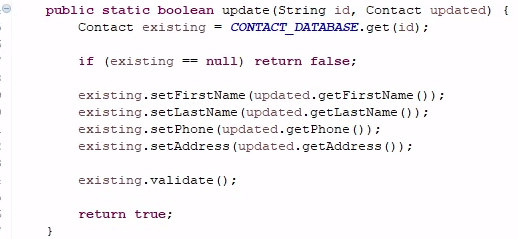 public static boolean update(String id, Contact updated) {
Contact existing = CONTACT_DATABASE.get(id);
if (existing == null) return false;
existing.setFirstName(updated.getFirstName());
existing.setLastName(updated.getLastName());
existing.setPhone(updated.getPhone());
existing.setAddress(updated.getAddress());
existing.validate();
return true;
}